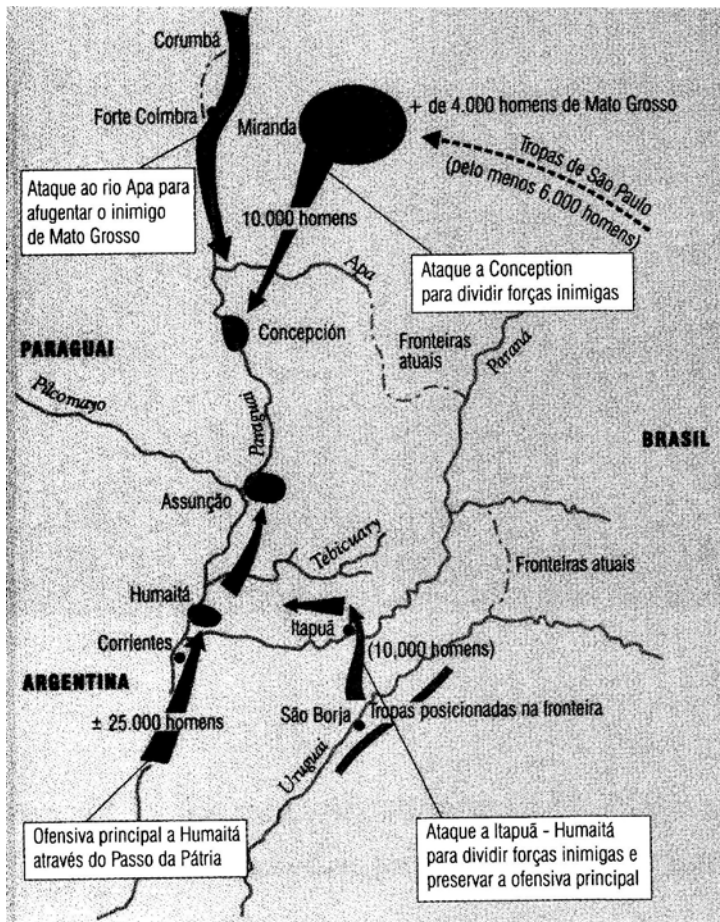 Corumbá
Forte Coimbra
Miranda
+ de 4.000 homens de Mato Grosso
Tropas de São Paulo
(pelo menos 6.000 homens)
Ataque ao rio Apa para
afugentar o inimigo
de Mato Grosso
10.000 homens
Apa
Ataque a Conception
para dividir forças inimigas
Concepción
Fronteiras
atuais
Paraná
PARAGUAI
Pilcomayo
Paraguai
BRASIL
Assunção
Tebicuary
Fronteiras atuais
Humaitá
Itapuã
Corrientes
(10,000 homens)
ARGENTINA
± 25.000 homens
São Borja
Tropas posicionadas na fronteira
Uruguai
Ofensiva principal a Humaitá
através do Passo da Pátria
Ataque a Itapuã - Humaitá
para dividir forças inimigas e
preservar a ofensiva principal